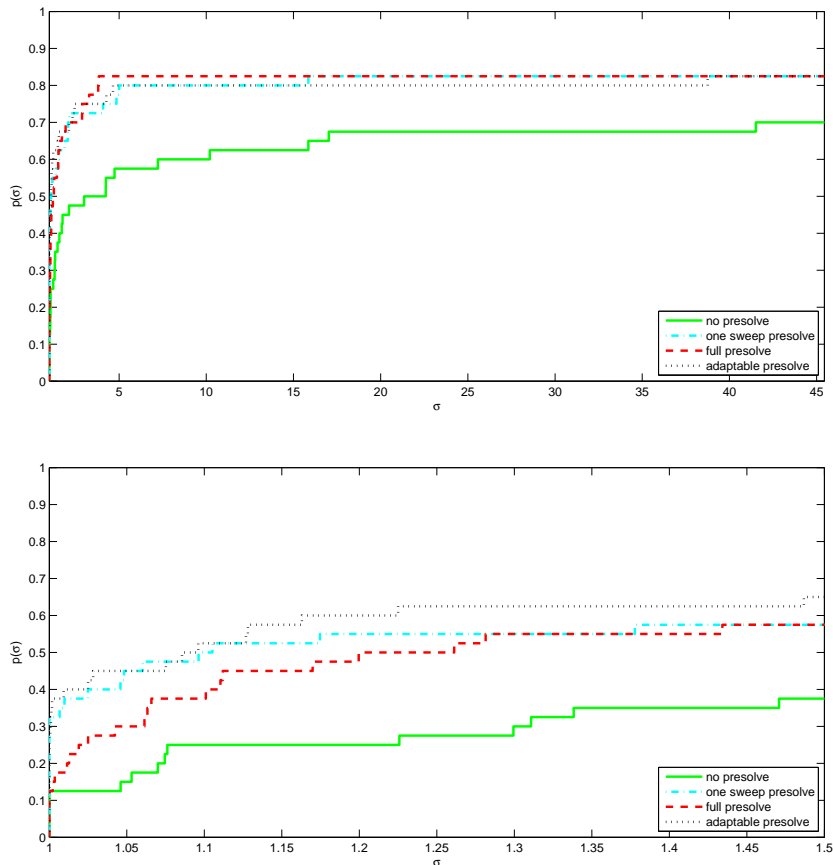 1
0.9
0.8
0.7
0.6
0.5
0.4
0.3
0.2
0.1
0
p(σ)
5 10 15 20 25 30 35 40 45
σ
no presolve
one sweep presolve
full presolve
adaptable presolve
1
0.9
0.8
0.7
0.6
0.5
0.4
0.3
0.2
0.1
0
p(σ)
1 1.05 1.1 1.15 1.2 1.25 1.3 1.35 1.4 1.45 1.5
σ
no presolve
one sweep presolve
full presolve
adaptable presolve